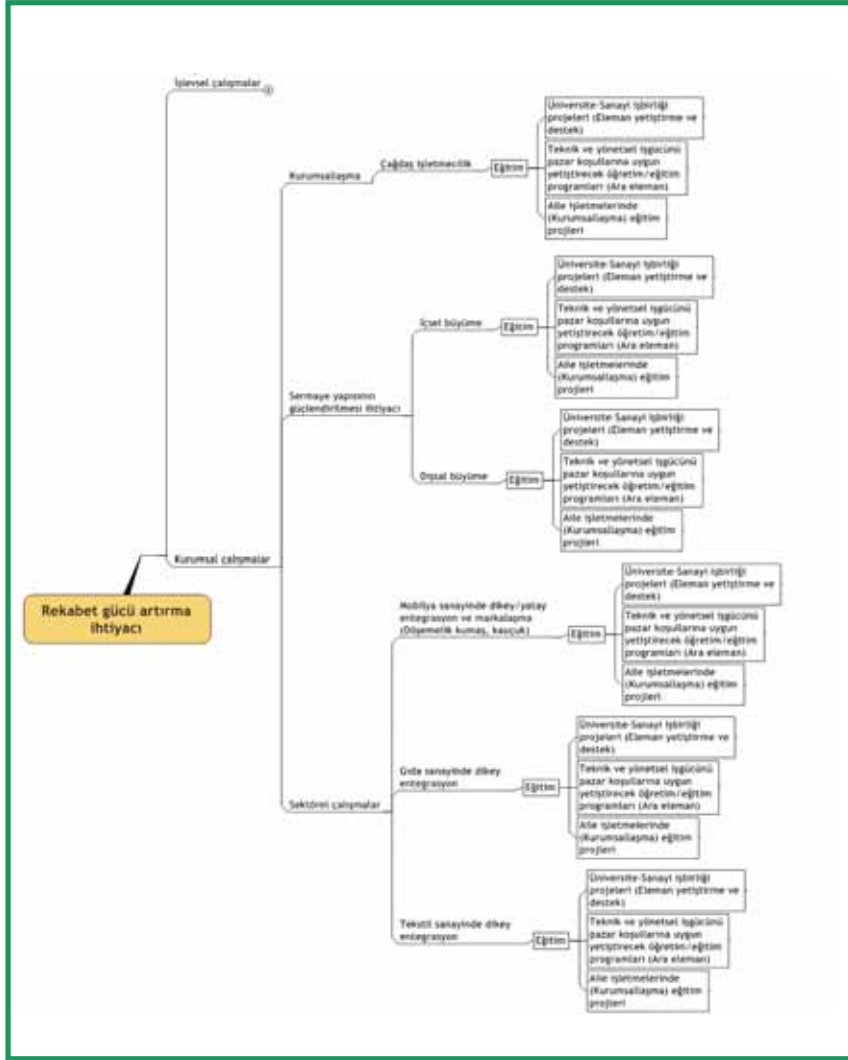 İşlevsel çalışmalar
Kurumsallaşma
Çağdaş işletmecilik
Eğitim
Üniversite-Sanayi işbirliği
projeleri (Eleman yetiştirme ve
destek)
Teknik ve yönetsel işgücünü
pazar koşullarına uygun
yetiştirecek öğretim/eğitim
programları (Ara eleman)
Aile işletmelerinde
(Kurumsallaşma) eğitim
projleri
Sermaye yapısının
güçlendirilmesi ihtiyacı
İçsel büyüme
Eğitim
Üniversite-Sanayi işbirliği
projeleri (Eleman yetiştirme ve
destek)
Teknik ve yönetsel işgücünü
pazar koşullarına uygun
yetiştirecek öğretim/eğitim
programları (Ara eleman)
Aile işletmelerinde
(Kurumsallaşma) eğitim
projleri
Dışsal büyüme
Eğitim
Üniversite-Sanayi işbirliği
projeleri (Eleman yetiştirme ve
destek)
Teknik ve yönetsel işgücünü
pazar koşullarına uygun
yetiştirecek öğretim/eğitim
programları (Ara eleman)
Aile işletmelerinde
(Kurumsallaşma) eğitim
projleri
Kurumsal çalışmalar
Rekabet gücü artırma
ihtiyacı
Mobilya sanayinde dikey/yatay
entegrasyon ve markalaşma
(Döşemelik kumaş, kauçuk)
Eğitim
Üniversite-Sanayi işbirliği
projeleri (Eleman yetiştirme ve
destek)
Teknik ve yönetsel işgücünü
pazar koşullarına uygun
yetiştirecek öğretim/eğitim
programları (Ara eleman)
Aile işletmelerinde
(Kurumsallaşma) eğitim
projleri
Sektörel çalışmalar
Gıda sanayinde dikey
entegrasyon
Eğitim
Üniversite-Sanayi işbirliği
projeleri (Eleman yetiştirme ve
destek)
Teknik ve yönetsel işgücünü
pazar koşullarına uygun
yetiştirecek öğretim/eğitim
programları (Ara eleman)
Aile işletmelerinde
(Kurumsallaşma) eğitim
projleri
Tekstil sanayinde dikey
entegrasyon
Eğitim
Üniversite-Sanayi işbirliği
projeleri (Eleman yetiştirme ve
destek)
Teknik ve yönetsel işgücünü
pazar koşullarına uygun
yetiştirecek öğretim/eğitim
programları (Ara eleman)
Aile işletmelerinde
(Kurumsallaşma) eğitim
projleri